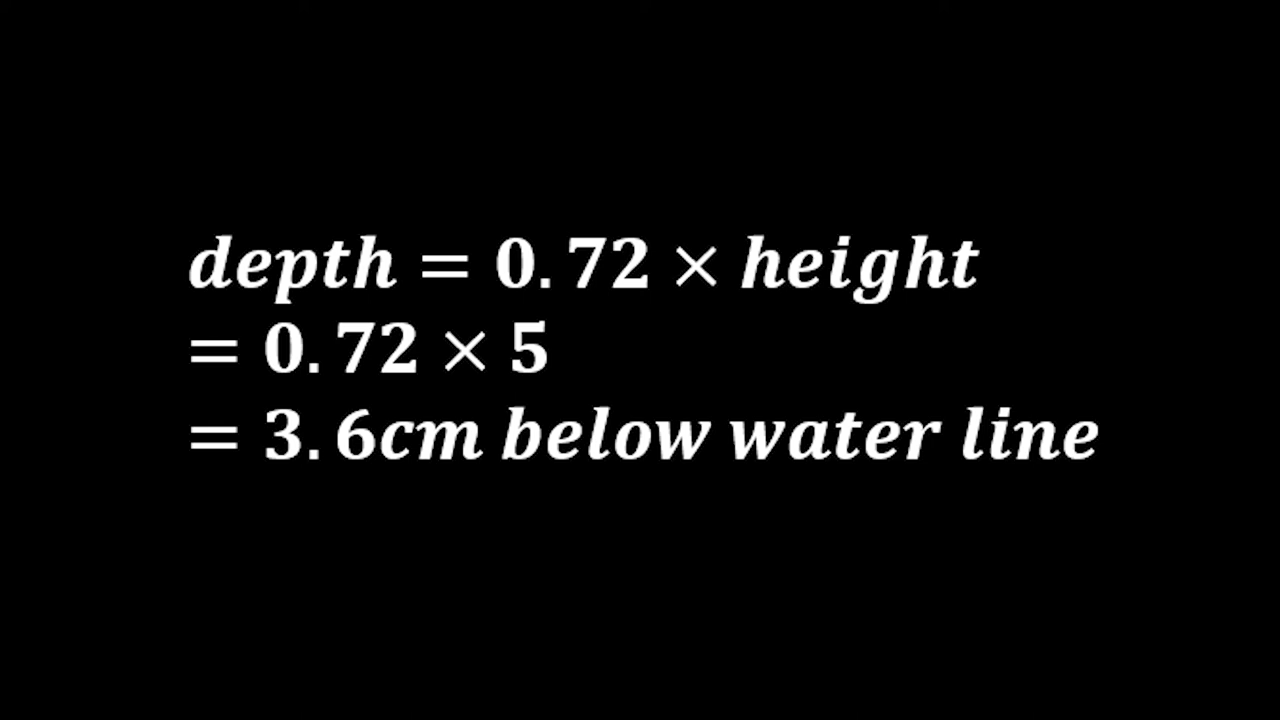 depth = 0.72 × height
= 0.72 × 5
= 3.6cm below water line